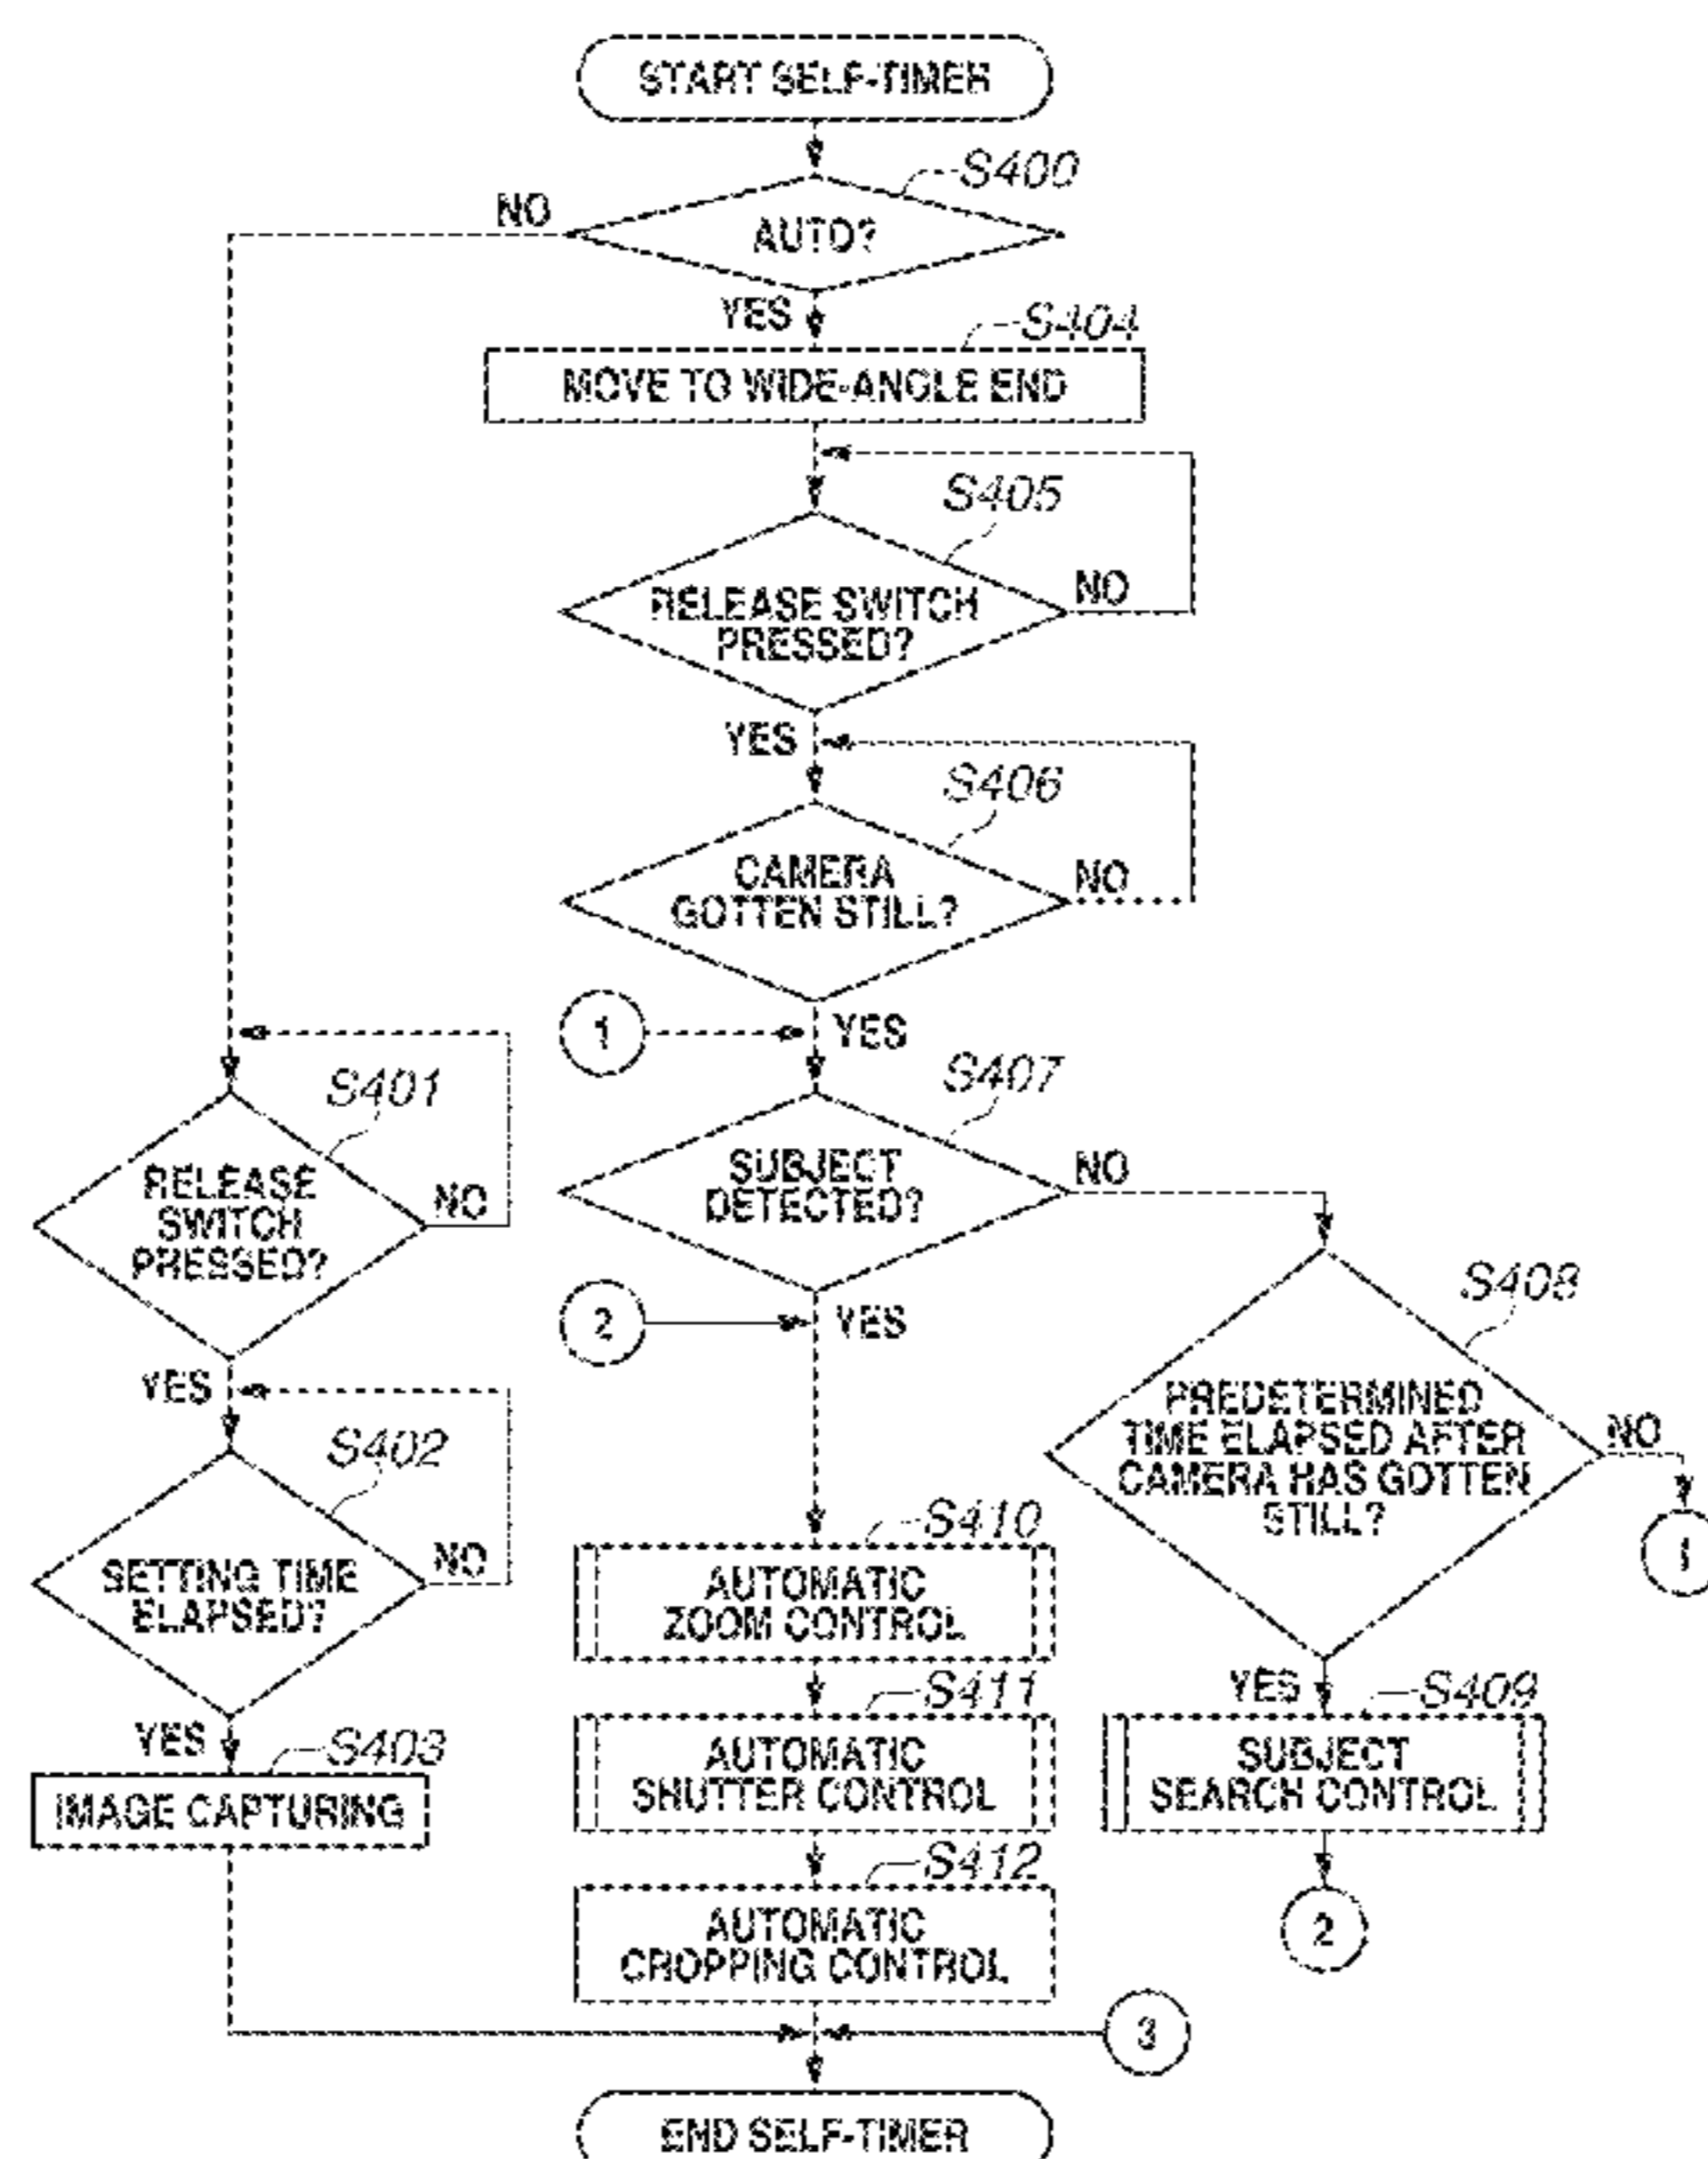 START SELF-TIMER
S400
NO
AUTO?
YES
S404
MOVE TO WIDE-ANGLE END
S405
RELEASE SWITCH
PRESSED?
NO
YES
S406
CAMERA
GOTTEN STILL?
NO
1
YES
S407
SUBJECT
DETECTED?
NO
S401
RELEASE
SWITCH
PRESSED?
NO
2
YES
S408
PREDETERMINED
TIME ELAPSED AFTER
CAMERA HAS GOTTEN
STILL?
NO
1
YES
S402
SETTING TIME
ELAPSED?
NO
S410
AUTOMATIC
ZOOM CONTROL
YES
S409
SUBJECT
SEARCH CONTROL
2
S411
AUTOMATIC
SHUTTER CONTROL
YES
S403
IMAGE CAPTURING
S412
AUTOMATIC
CROPPING CONTROL
3
END SELF-TIMER